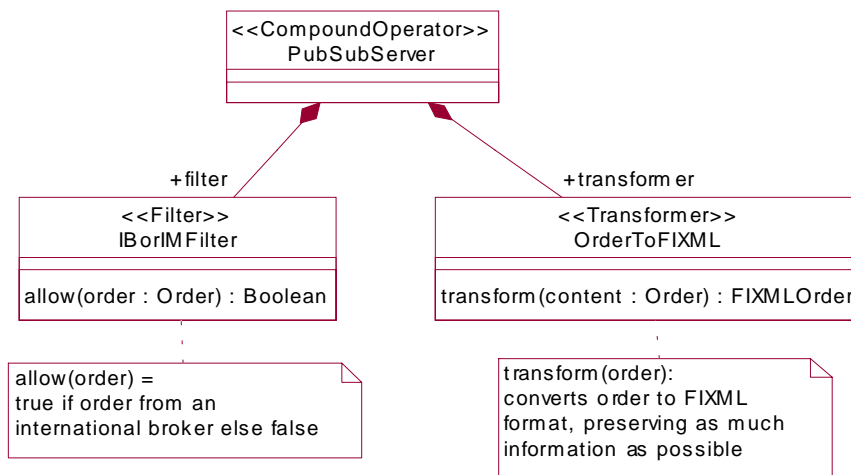 <<CompoundOperator>>
PubSubServer
+filter
+transformer
<<Filter>>
IBorIMFilter
allow(order : Order) : Boolean
<<Transformer>>
OrderToFIXML
transform(content : Order) : FIXMLOrder
allow(order) =
true if order from an
international broker else false
transform(order):
converts order to FIXML
format, preserving as much
information as possible